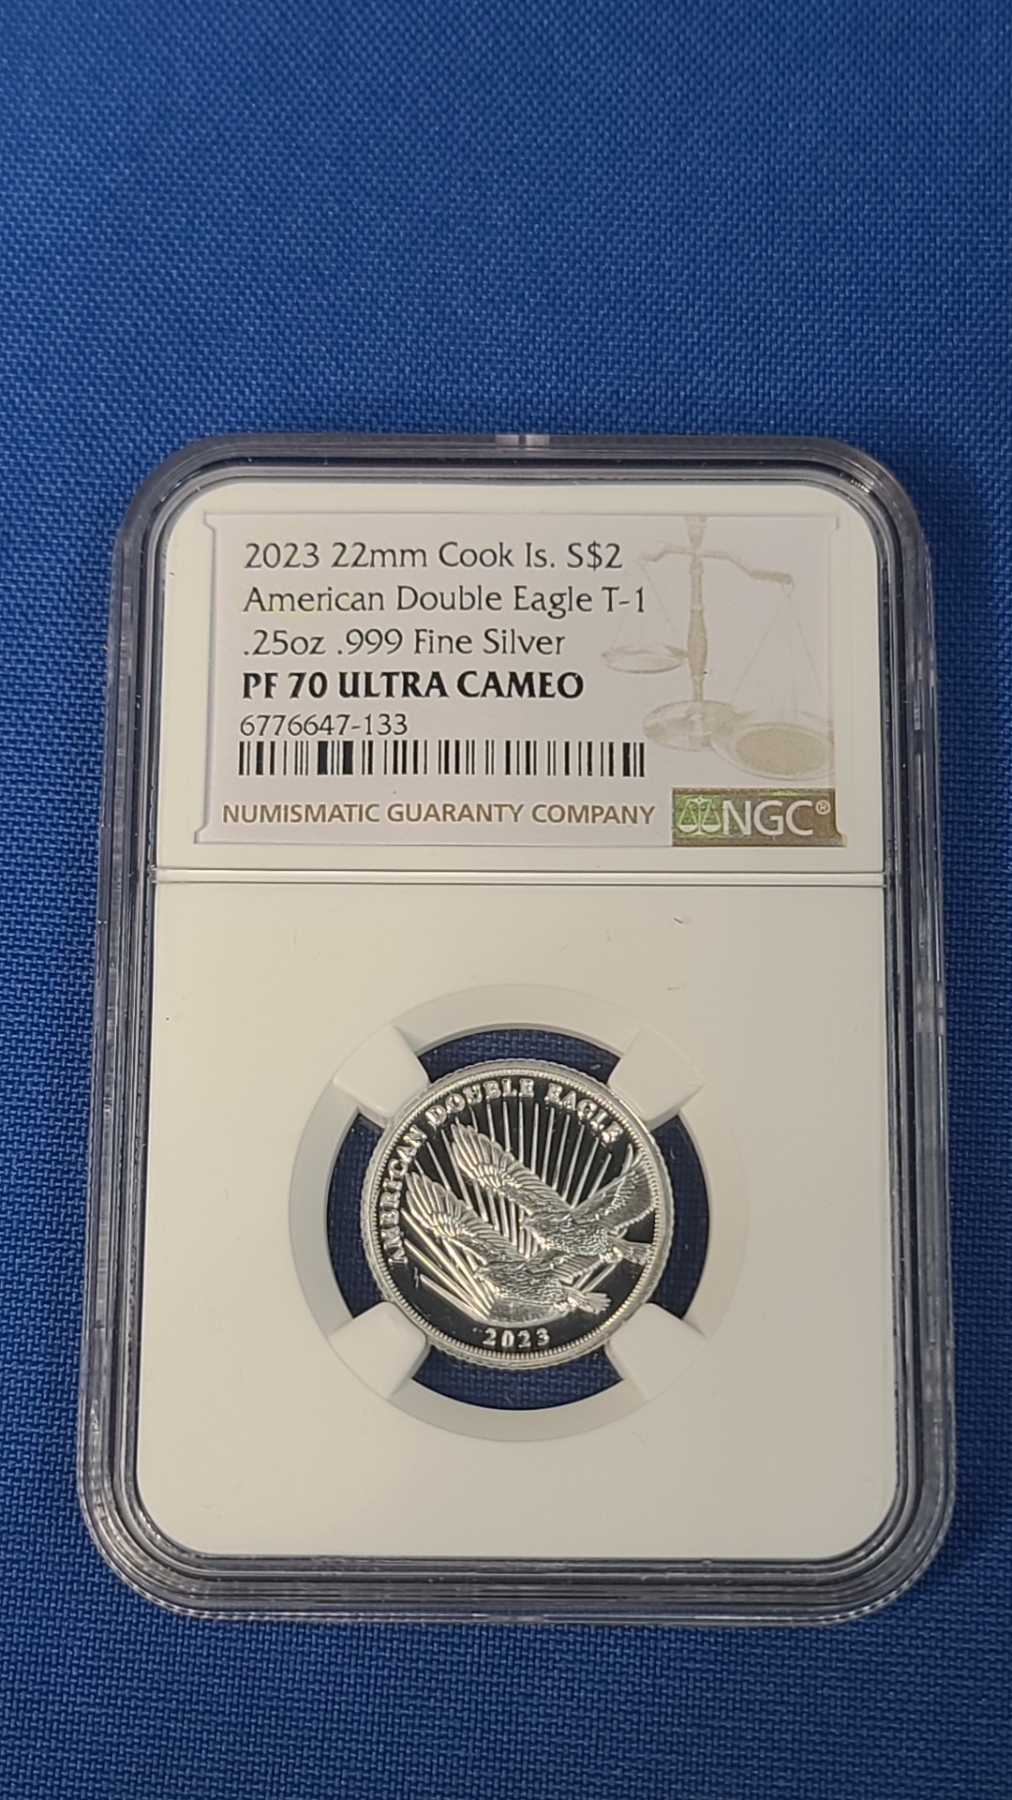 2023 22mm Cook Is. S$2
American Double Eagle T-1
.25oz .999 Fine Silver
PF 70 ULTRA CAMEO
6776647-133
NUMISMATIC GUARANTY COMPANY NGC®
AMERICAN DOUBLE EAGLE
2023